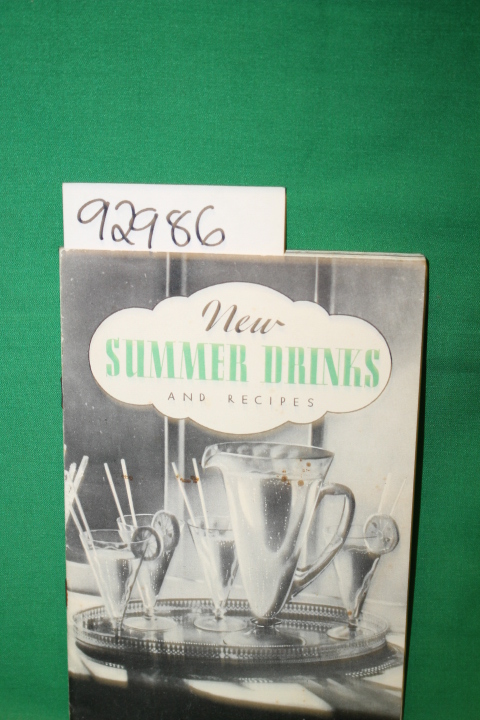 92986
New
SUMMER DRINKS
AND RECIPES